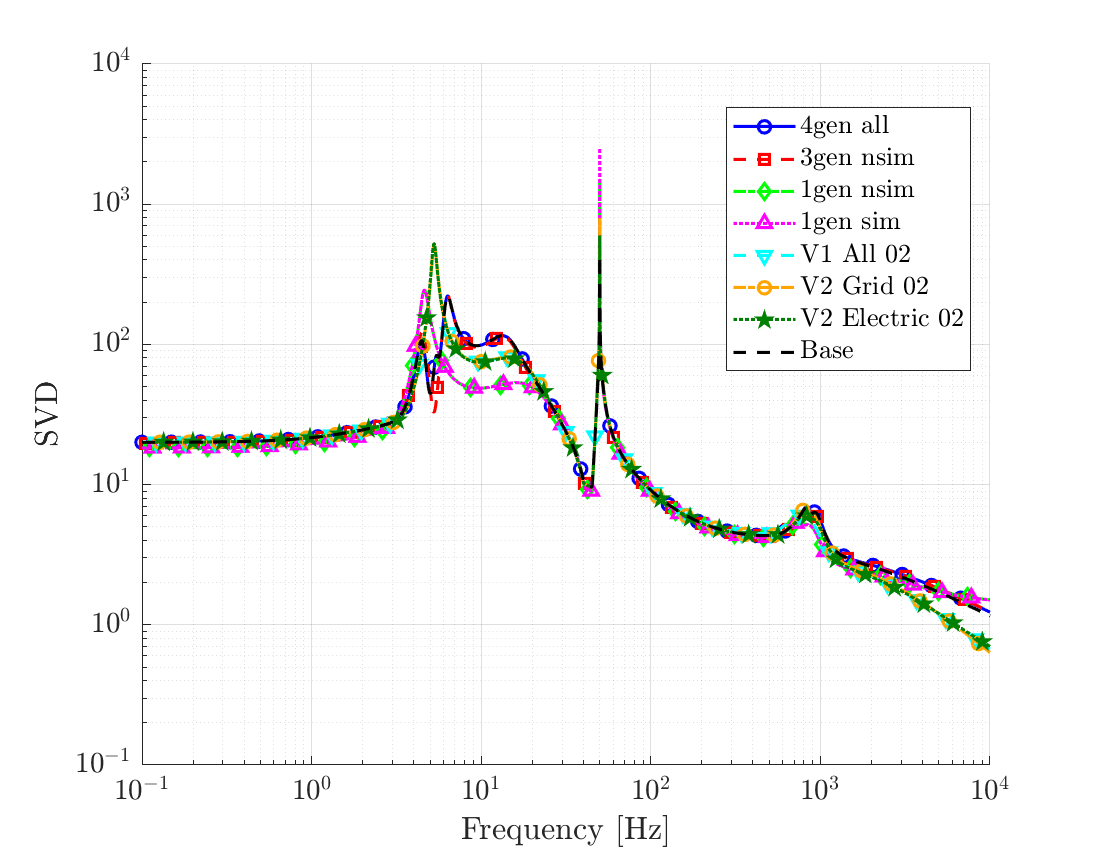 10^4
10^3
10^2
10^1
10^0
10^-1
SVD
4gen all
3gen nsim
1gen nsim
1gen sim
V1 All 02
V2 Grid 02
V2 Electric 02
Base
10^-1 10^0 10^1 10^2 10^3 10^4
Frequency [Hz]